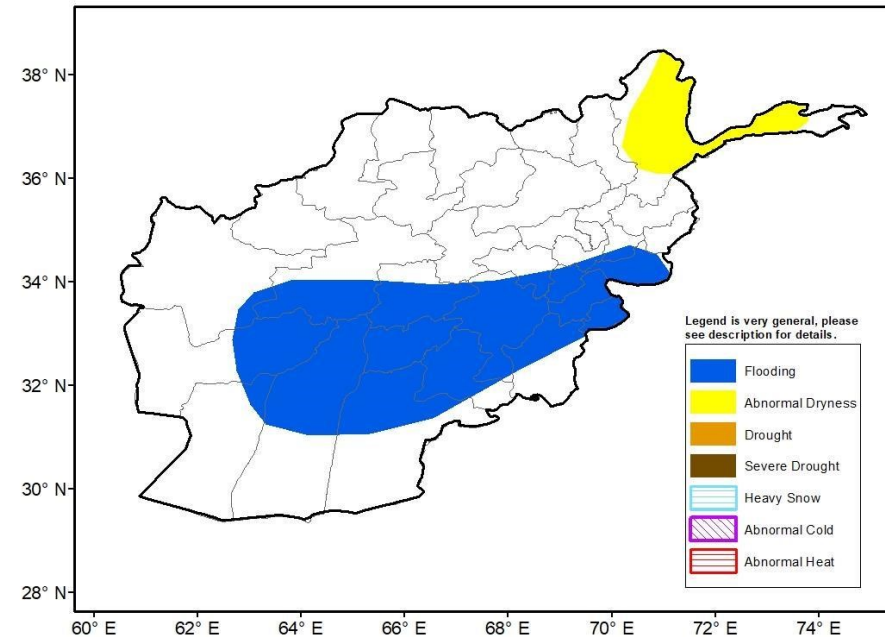 38° N
36° N
34° N
32° N
30° N
28° N
60° E 62° E 64° E 66° E 68° E 70° E 72° E 74° E
Legend is very general, please
see description for details.
Flooding
Abnormal Dryness
Drought
Severe Drought
Heavy Snow
Abnormal Cold
Abnormal Heat